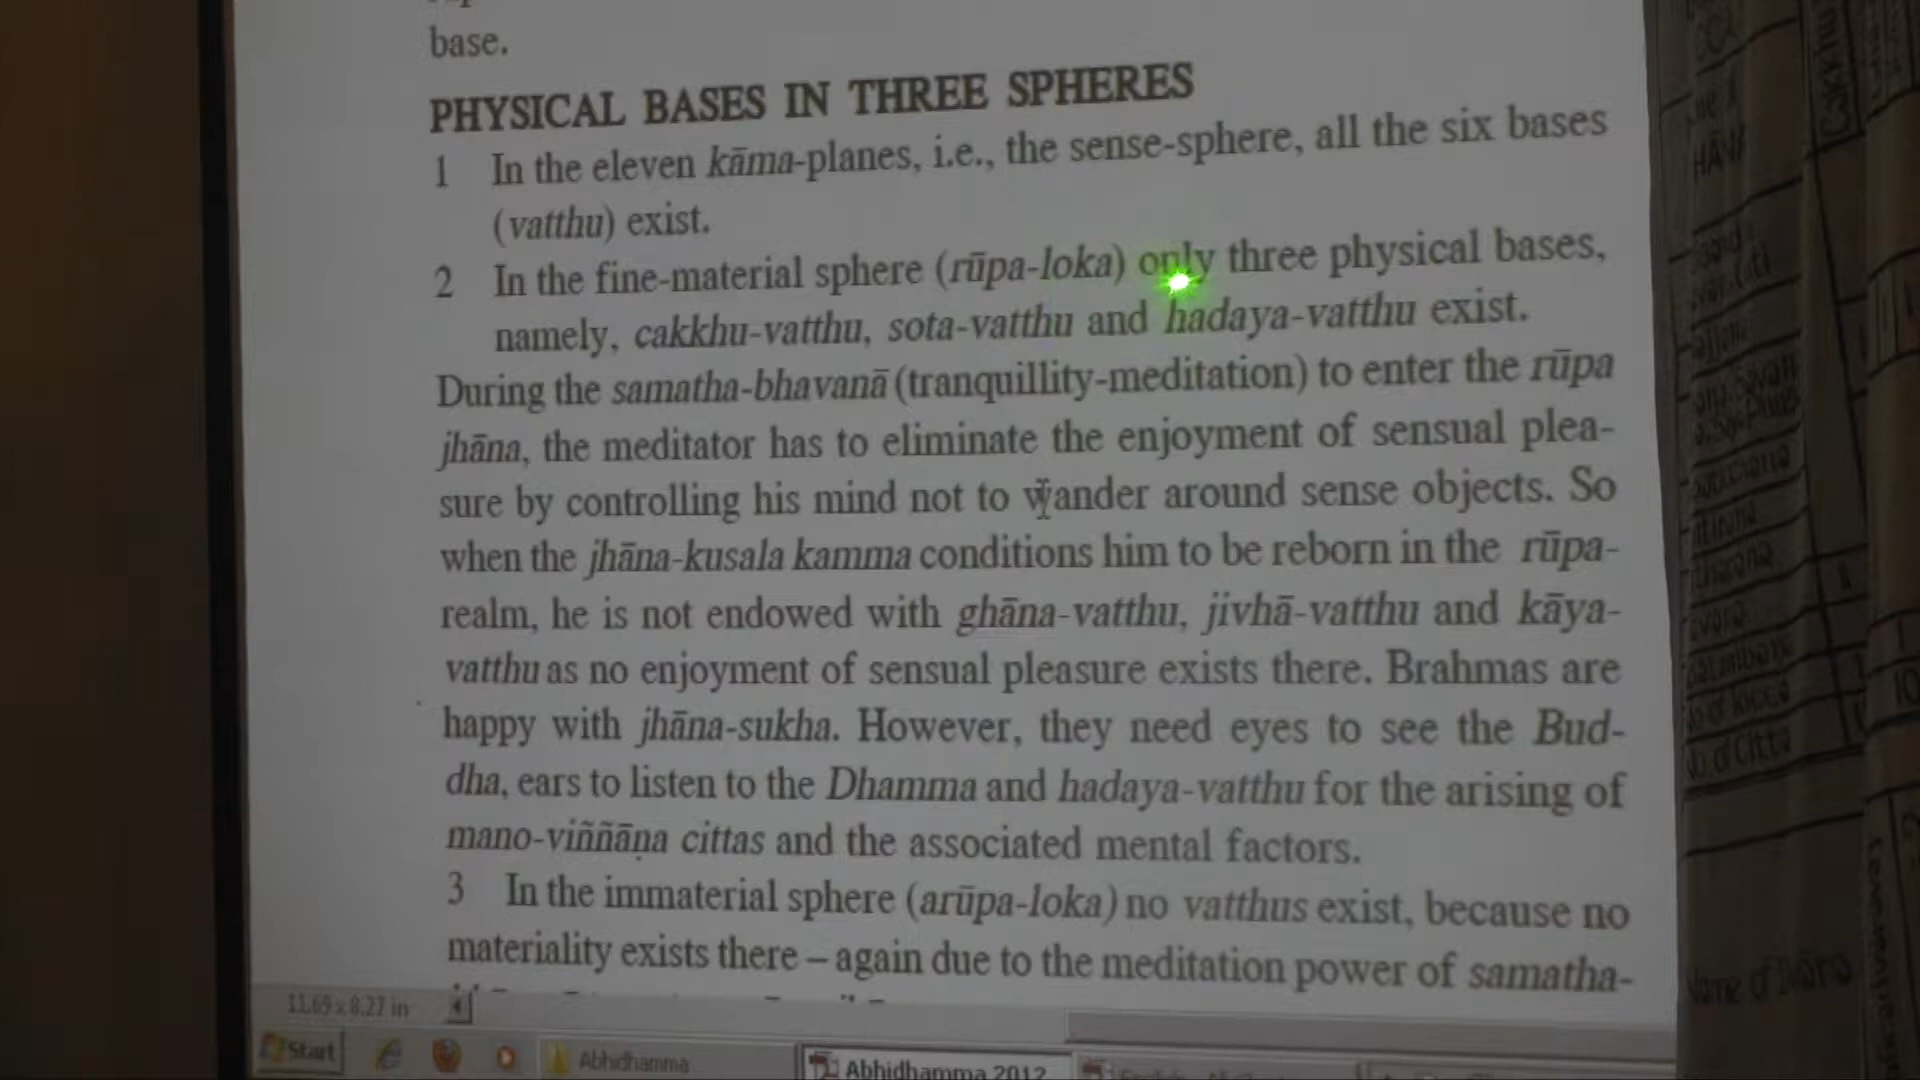 base.
PHYSICAL BASES IN THREE SPHERES
1 In the eleven kāma-planes, i.e., the sense-sphere, all the six bases
(vatthu) exist.
2 In the fine-material sphere (rūpa-loka) only three physical bases,
namely, cakkhu-vatthu, sota-vatthu and hadaya-vatthu exist.
During the samatha-bhavanā (tranquillity-meditation) to enter the rūpa
jhāna, the meditator has to eliminate the enjoyment of sensual plea-
sure by controlling his mind not to wander around sense objects. So
when the jhāna-kusala kamma conditions him to be reborn in the rūpa-
realm, he is not endowed with ghāna-vatthu, jivhā-vatthu and kāya-
vatthu as no enjoyment of sensual pleasure exists there. Brahmas are
happy with jhāna-sukha. However, they need eyes to see the Bud-
dha, ears to listen to the Dhamma and hadaya-vatthu for the arising of
mano-viññāṇa cittas and the associated mental factors.
3 In the immaterial sphere (arūpa-loka) no vatthus exist, because no
materiality exists there – again due to the meditation power of samatha-
11.69 x 8.27 in
Start
Abhidhamma
Abhidhamma 2012
No. of Citta
Name of
10